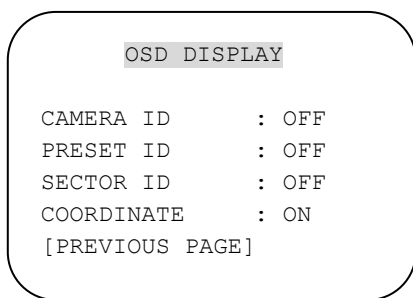 OSD DISPLAY
CAMERA ID : OFF
PRESET ID : OFF
SECTOR ID : OFF
COORDINATE : ON
[PREVIOUS PAGE]